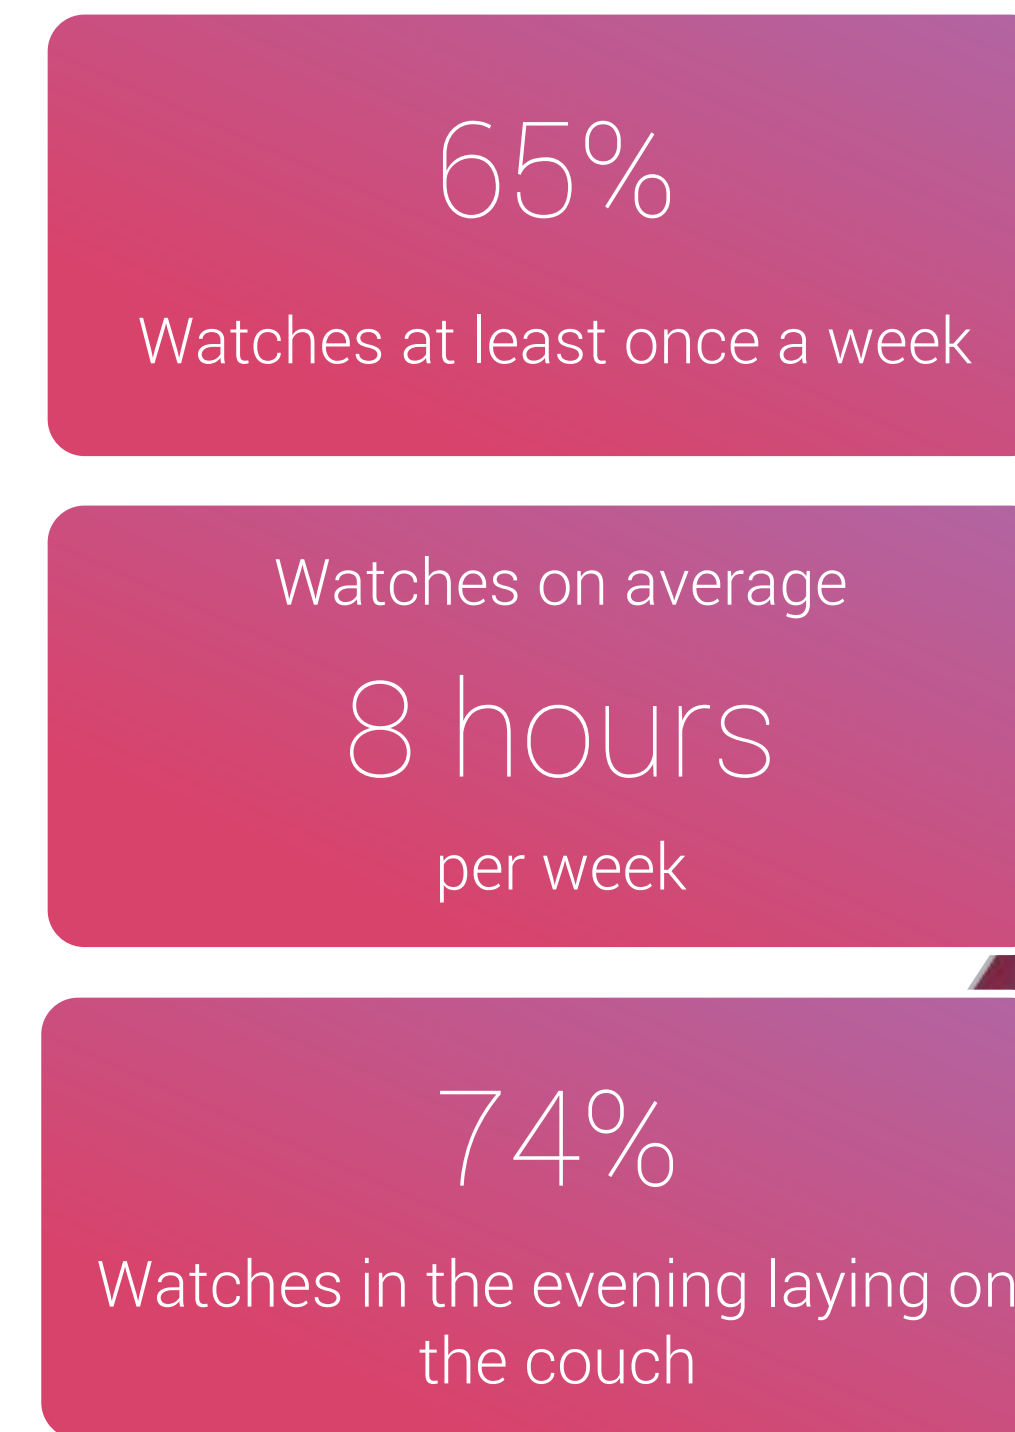 65%
Watches at least once a week
Watches on average
8 hours
per week
74%
Watches in the evening laying on
the couch